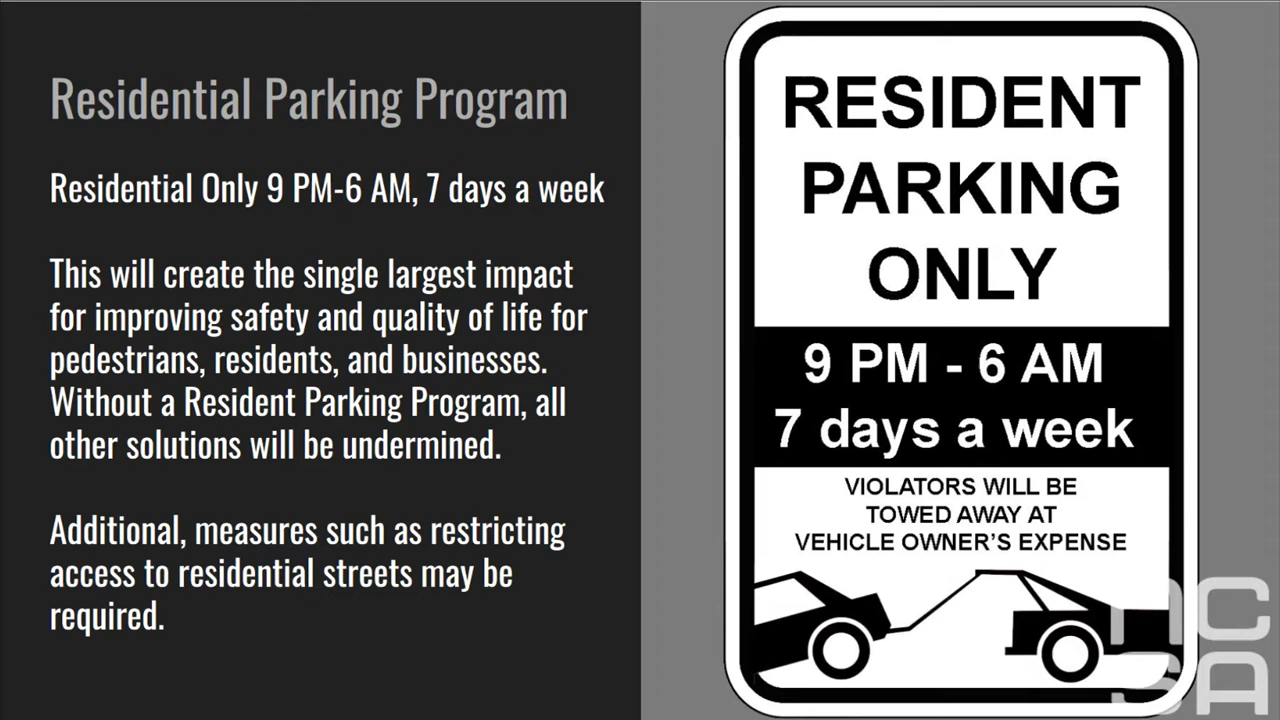 Residential Parking Program
Residential Only 9 PM-6 AM, 7 days a week
This will create the single largest impact
for improving safety and quality of life for
pedestrians, residents, and businesses.
Without a Resident Parking Program, all
other solutions will be undermined.
Additional, measures such as restricting
access to residential streets may be
required.
RESIDENT
PARKING
ONLY
9 PM - 6 AM
7 days a week
VIOLATORS WILL BE
TOWED AWAY AT
VEHICLE OWNER'S EXPENSE
nC
SA